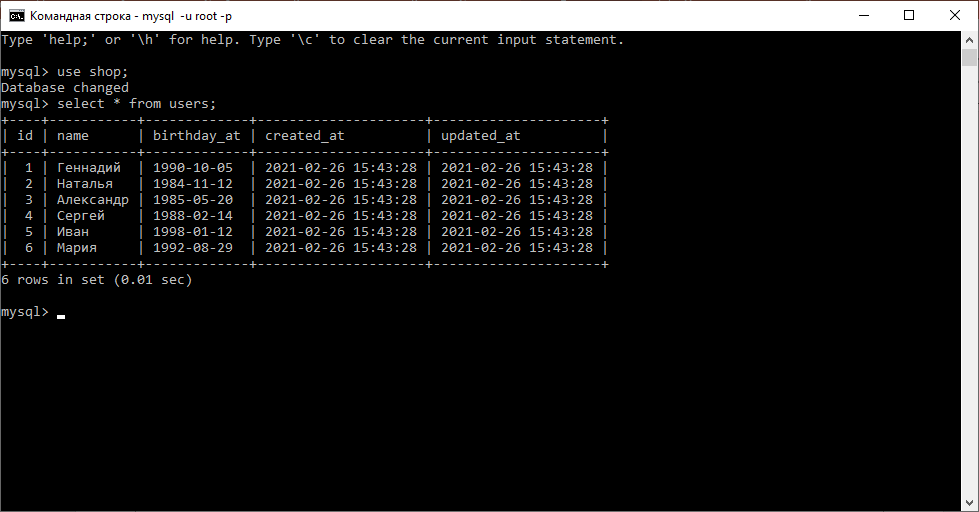 Командная строка - mysql -u root -p
Type 'help;' or '\h' for help. Type '\c' to clear the current input statement.
mysql> use shop;
Database changed
mysql> select * from users;
+----+-----------+-------------+---------------------+---------------------+
| id | name      | birthday_at | created_at          | updated_at          |
+----+-----------+-------------+---------------------+---------------------+
|  1 | Геннадий  | 1990-10-05  | 2021-02-26 15:43:28 | 2021-02-26 15:43:28 |
|  2 | Наталья   | 1984-11-12  | 2021-02-26 15:43:28 | 2021-02-26 15:43:28 |
|  3 | Александр | 1985-05-20  | 2021-02-26 15:43:28 | 2021-02-26 15:43:28 |
|  4 | Сергей    | 1988-02-14  | 2021-02-26 15:43:28 | 2021-02-26 15:43:28 |
|  5 | Иван      | 1998-01-12  | 2021-02-26 15:43:28 | 2021-02-26 15:43:28 |
|  6 | Мария     | 1992-08-29  | 2021-02-26 15:43:28 | 2021-02-26 15:43:28 |
+----+-----------+-------------+---------------------+---------------------+
6 rows in set (0.01 sec)
mysql>